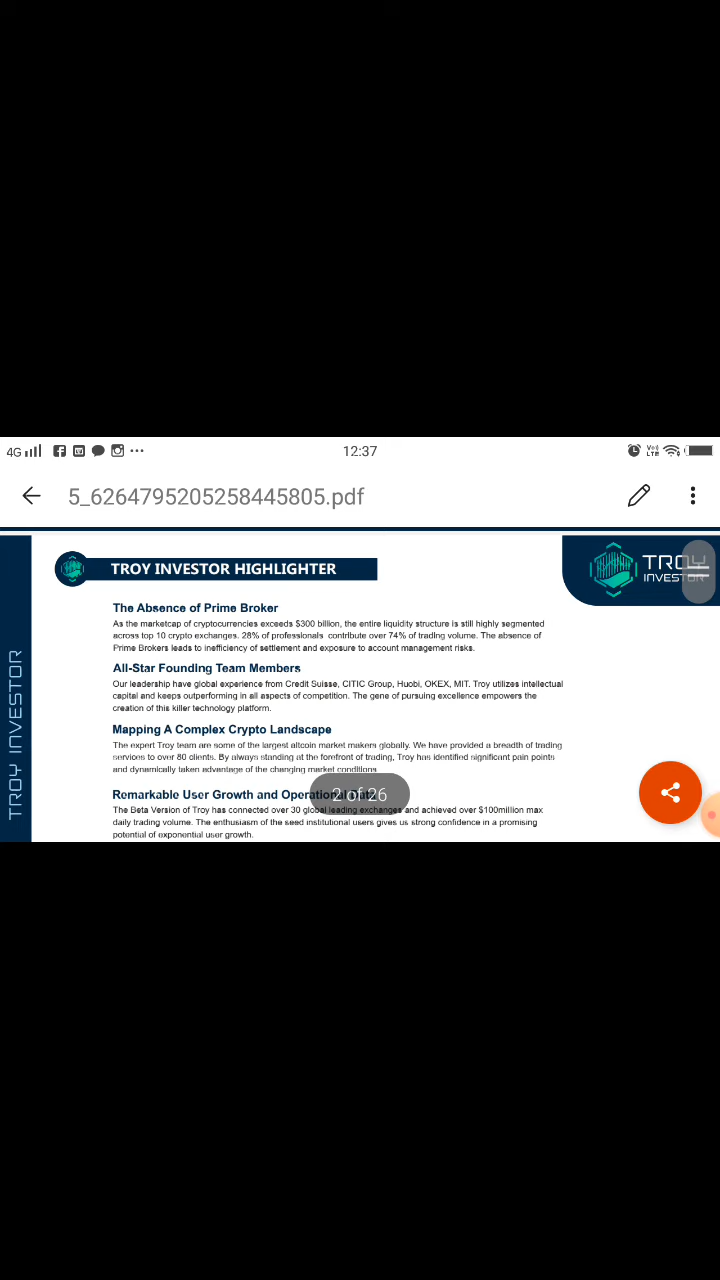 4G
12:37
VoLTE
5_6264795205258445805.pdf
TROY INVESTOR HIGHLIGHTER
TROY
INVESTOR
The Absence of Prime Broker
As the marketcap of cryptocurrencies exceeds $300 billion, the entire liquidity structure is still highly segmented
across top 10 crypto exchanges. 28% of professionals contribute over 74% of trading volume. The absence of
Prime Brokers leads to inefficiency of settlement and exposure to account management risks.
All-Star Founding Team Members
Our leadership have global experience from Credit Suisse, CITIC Group, Huobi, OKEX, MIT. Troy utilizes intellectual
capital and keeps outperforming in all aspects of competition. The gene of pursuing excellence empowers the
creation of this killer technology platform.
Mapping A Complex Crypto Landscape
The expert Troy team are some of the largest altcoin market makers globally. We have provided a breadth of trading
services to over 80 clients. By always standing at the forefront of trading, Troy has identified significant pain points
and dynamically taken advantage of the changing market conditions
Remarkable User Growth and Operational Data
2 of 26
The Beta Version of Troy has connected over 30 global leading exchanges and achieved over $100million max
daily trading volume. The enthusiasm of the seed institutional users gives us strong confidence in a promising
potential of exponential user growth.
TROY INVESTOR